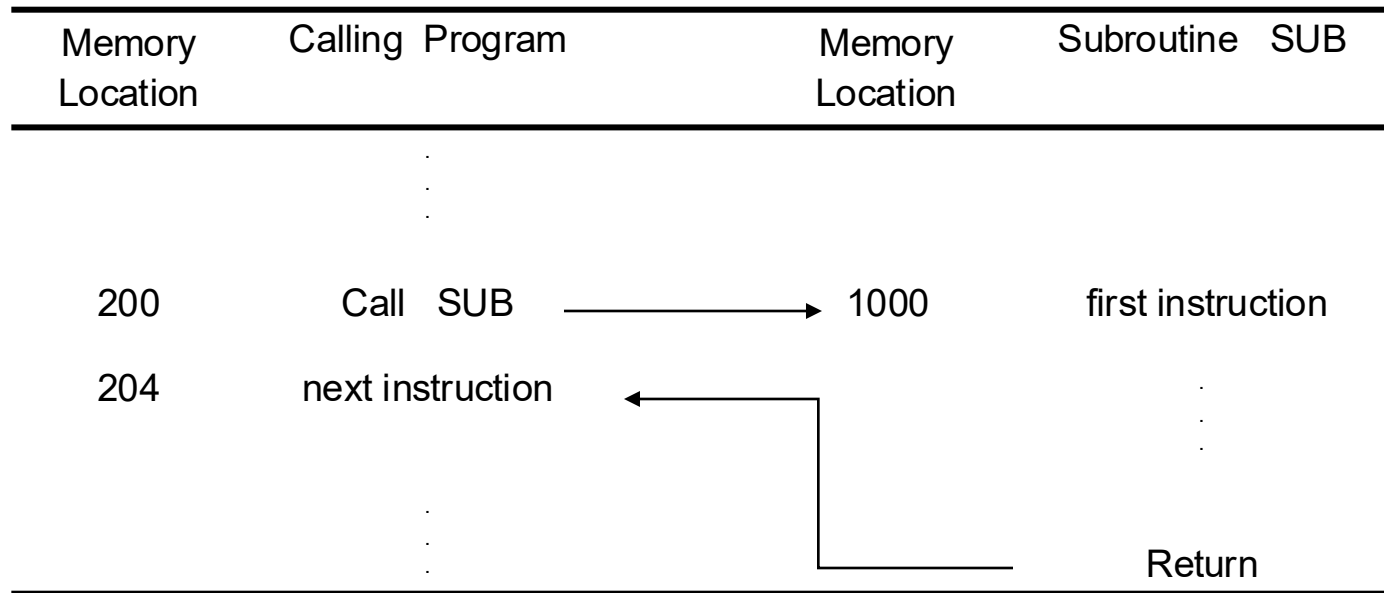 Memory Location Calling Program Memory Location Subroutine SUB
.
.
.
200 Call SUB 1000 first instruction
204 next instruction .
.
.
.
.
. Return